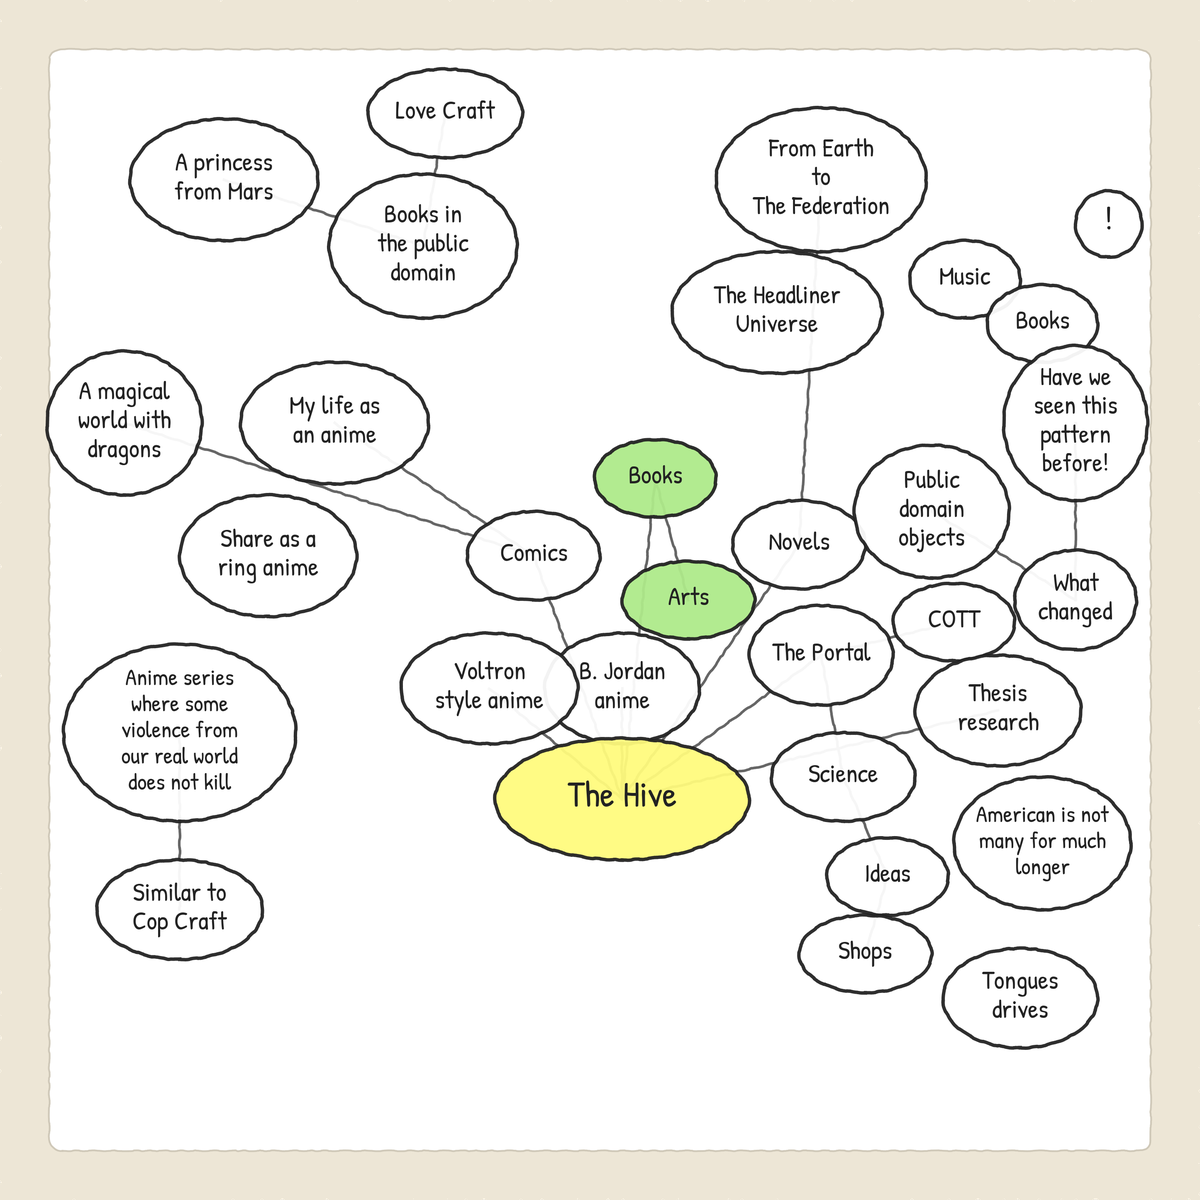 Love Craft
A princess
from Mars
Books in
the public
domain
From Earth
to
The Federation
!
The Headliner
Universe
Music
Books
Have we
seen this
pattern
before!
A magical
world with
dragons
My life as
an anime
Share as a
ring anime
Comics
Books
Arts
Novels
Public
domain
objects
What
changed
COTT
The Portal
Thesis
research
Voltron
style anime
B. Jordan
anime
The Hive
Science
Ideas
Shops
American is not
many for much
longer
Tongues
drives
Anime series
where some
violence from
our real world
does not kill
Similar to
Cop Craft